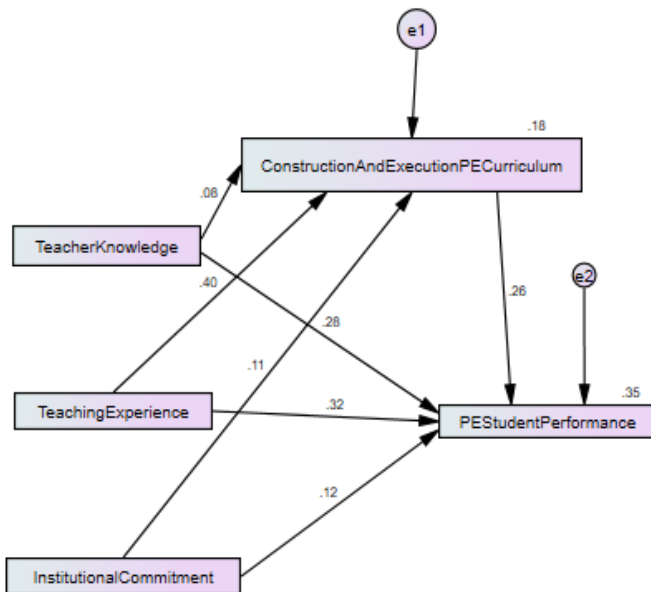 e1
.18
ConstructionAndExecutionPECurriculum
.08
TeacherKnowledge
.40
.28
.26
e2
.11
.35
TeachingExperience
.32
PEStudentPerformance
.12
InstitutionalCommitment